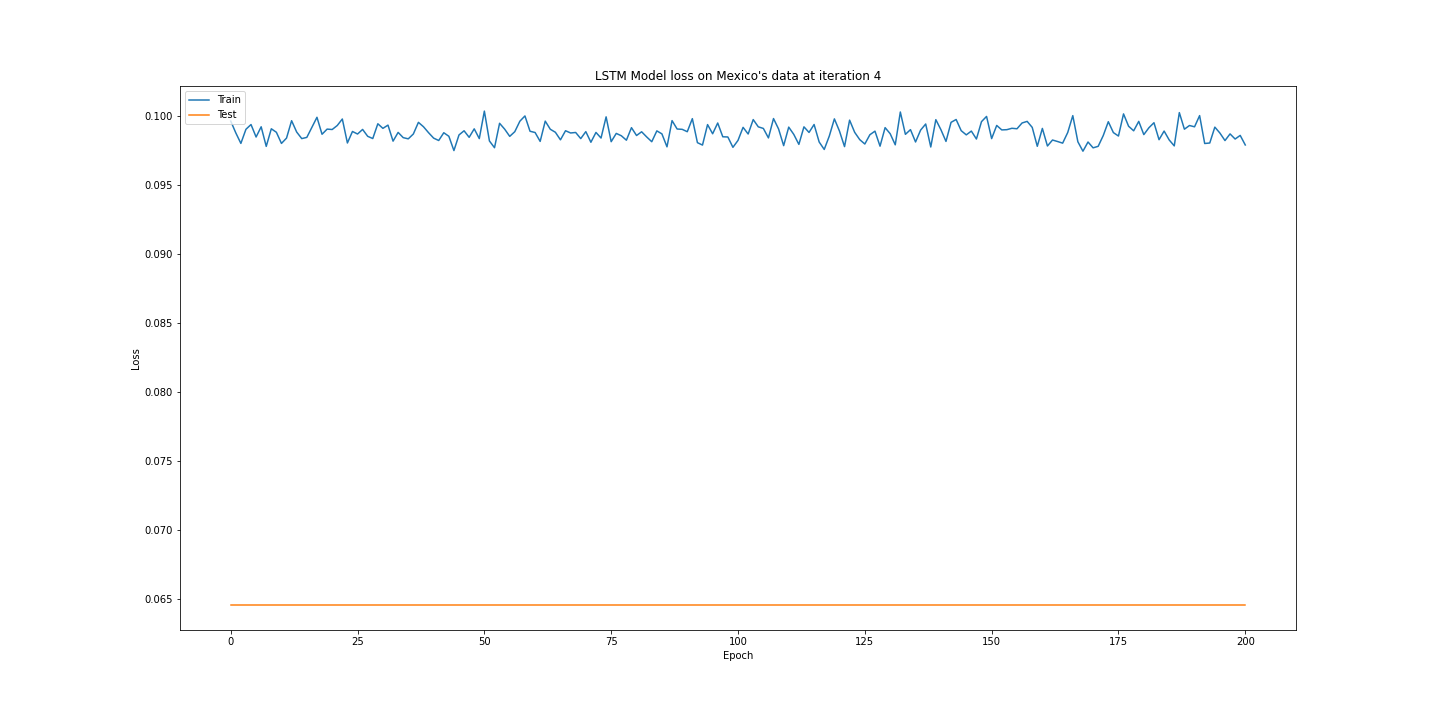 LSTM Model loss on Mexico's data at iteration 4
Train
Test
0.100
0.095
0.090
0.085
0.080
0.075
0.070
0.065
Loss
0 25 50 75 100 125 150 175 200
Epoch